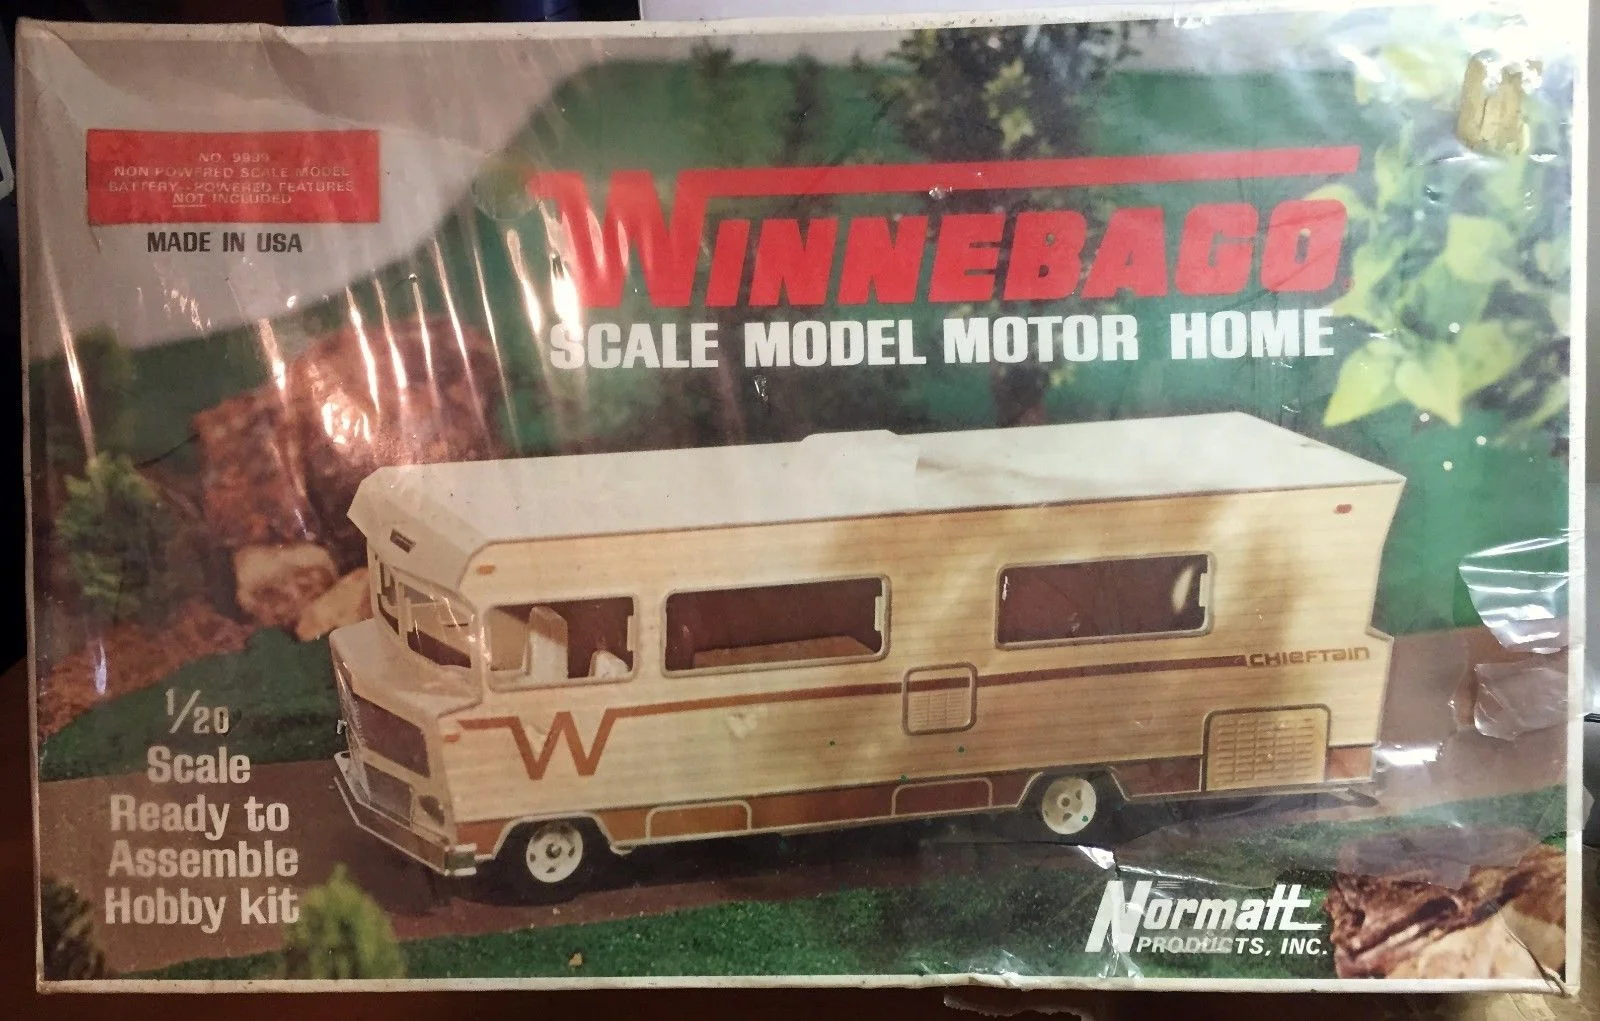 NO. 9939
NON POWERED SCALE MODEL
BATTERY-POWERED FEATURES
NOT INCLUDED
MADE IN USA
WINNEBAGO
SCALE MODEL MOTOR HOME
CHIEFTAIN
W
1/20
Scale
Ready to
Assemble
Hobby kit
Normatt
PRODUCTS, INC.